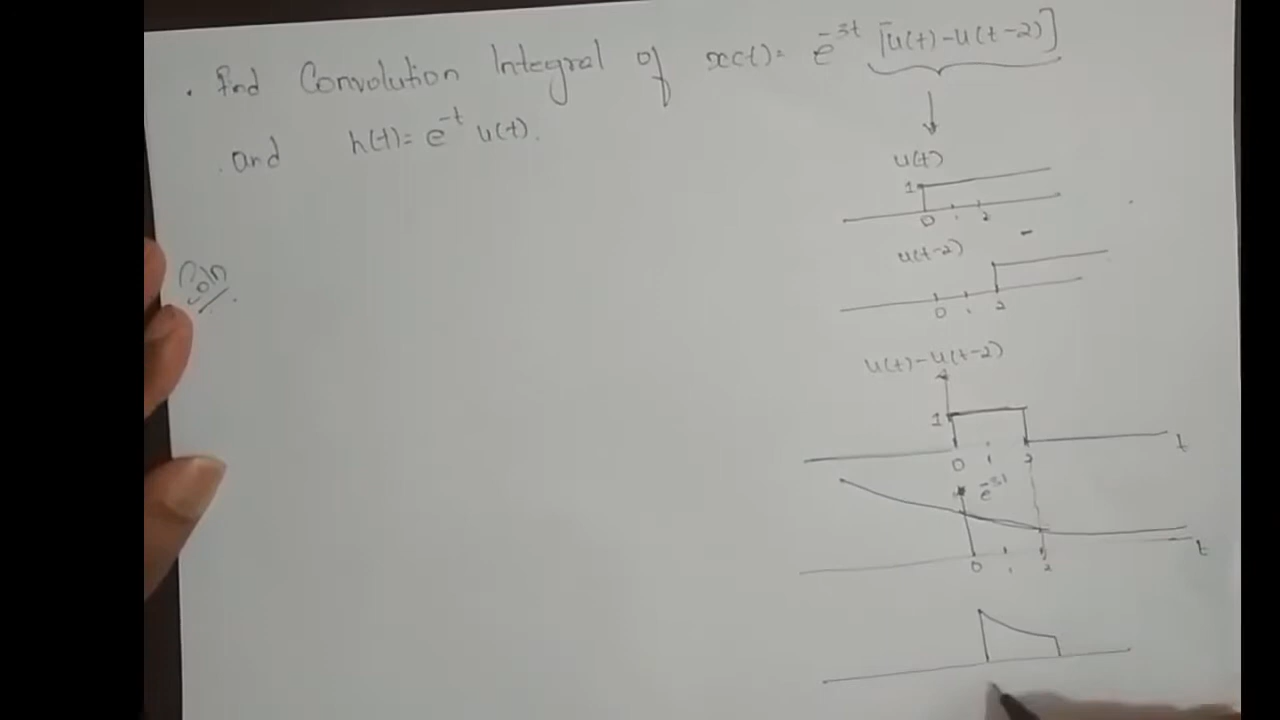 . find Convolution Integral of x(t)= e^-3t [u(t)-u(t-2)]
. and h(t)= e^-t u(t).
Soln
u(t)
1
0 1 2
-
u(t-2)
0 1 2
u(t)-u(t-2)
1
t
0 1 2
e^-3t
t
0 1 2